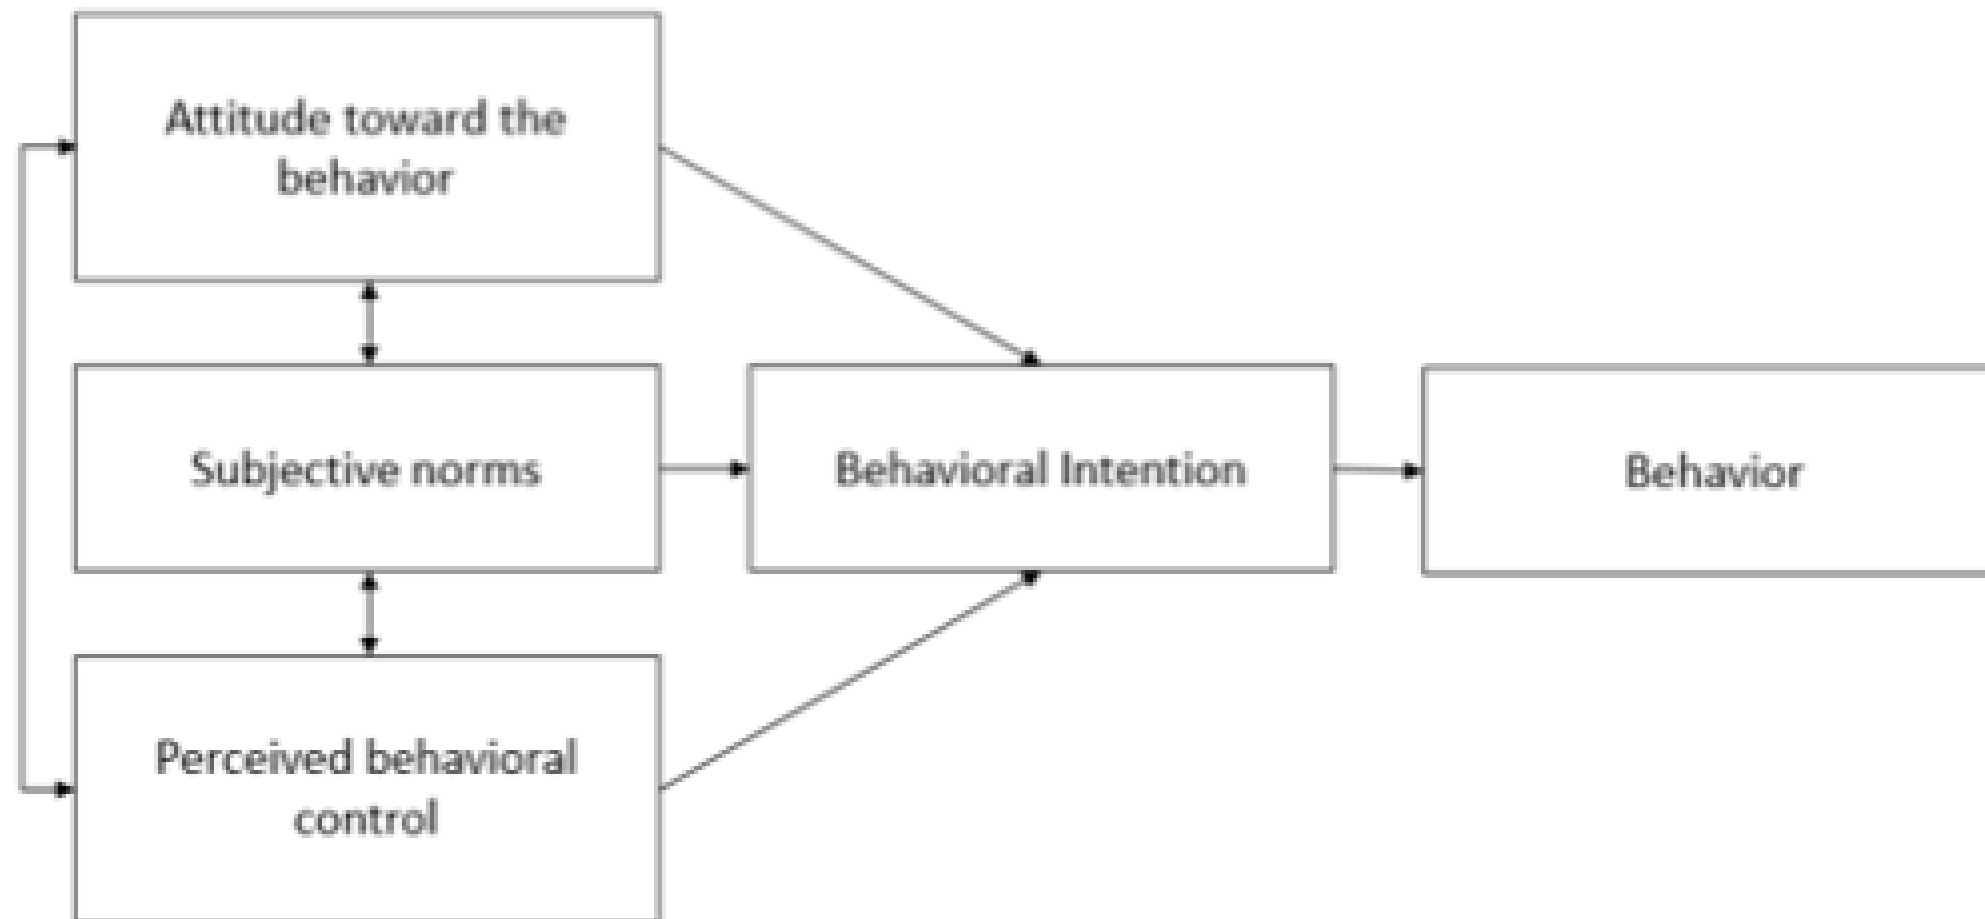 Attitude toward the
behavior
Subjective norms
Behavioral Intention
Behavior
Perceived behavioral
control